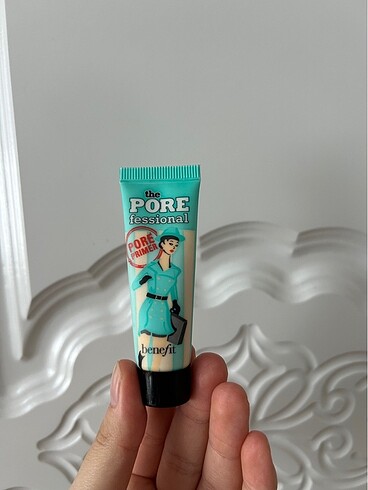 the
PORE
fessional
PORE
PRIMER
benefit